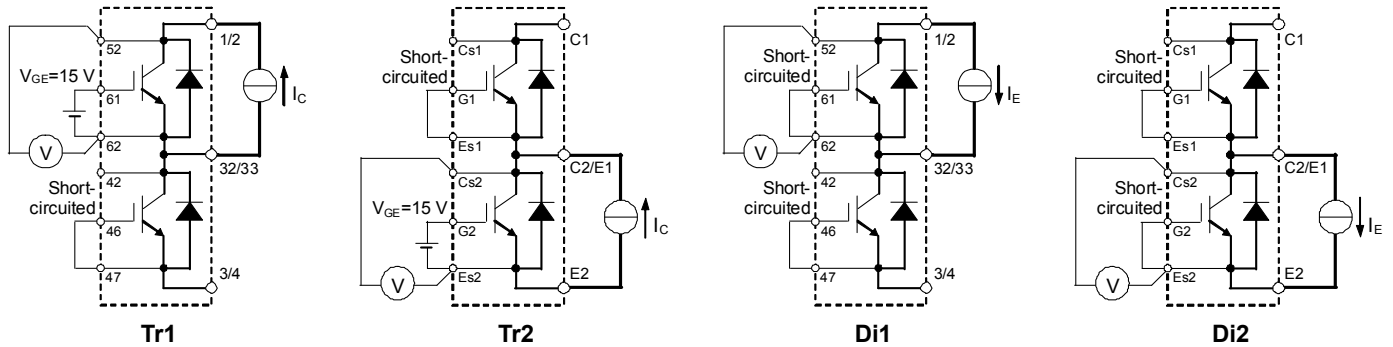 52
V_GE=15 V
61
62
V
42
Short-
circuited
46
47
1/2
I_C
32/33
3/4
Tr1
Cs1
Short-
circuited
G1
Es1
Cs2
V_GE=15 V
G2
Es2
V
C1
C2/E1
I_C
E2
Tr2
52
Short-
circuited
61
62
V
42
Short-
circuited
46
47
1/2
I_E
32/33
3/4
Di1
Cs1
Short-
circuited
G1
Es1
Cs2
Short-
circuited
G2
Es2
V
C1
C2/E1
I_E
E2
Di2